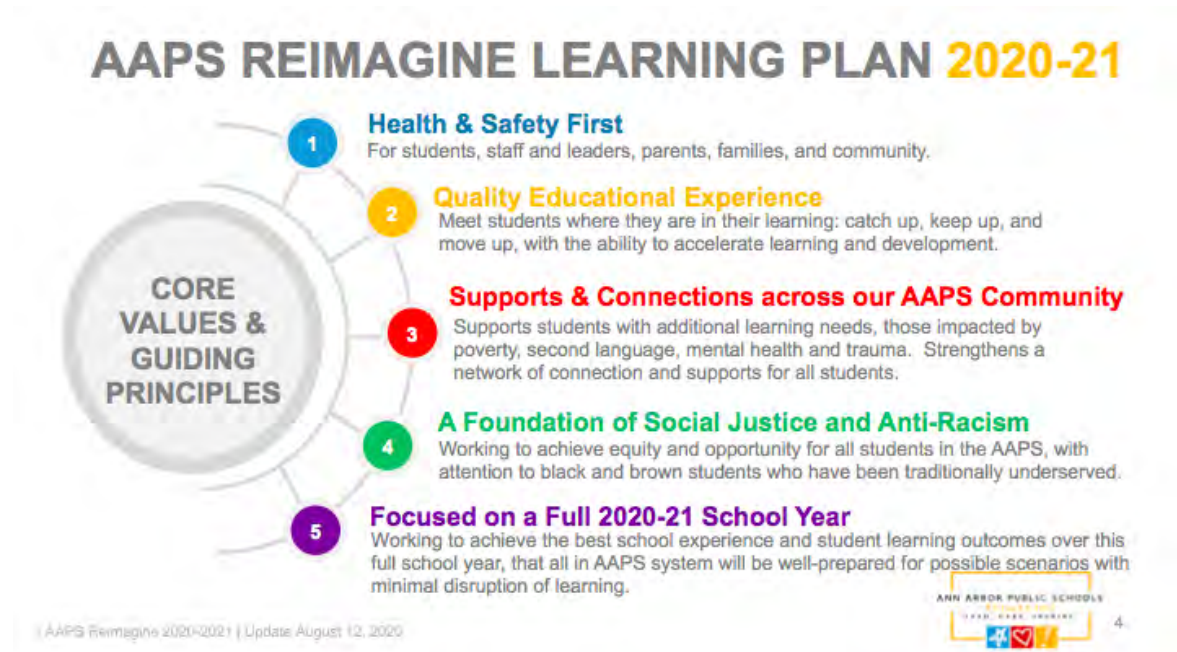 AAPS REIMAGINE LEARNING PLAN 2020-21
CORE
VALUES &
GUIDING
PRINCIPLES
1
Health & Safety First
For students, staff and leaders, parents, families, and community.
2
Quality Educational Experience
Meet students where they are in their learning: catch up, keep up, and
move up, with the ability to accelerate learning and development.
3
Supports & Connections across our AAPS Community
Supports students with additional learning needs, those impacted by
poverty, second language, mental health and trauma. Strengthens a
network of connection and supports for all students.
4
A Foundation of Social Justice and Anti-Racism
Working to achieve equity and opportunity for all students in the AAPS, with
attention to black and brown students who have been traditionally underserved.
5
Focused on a Full 2020-21 School Year
Working to achieve the best school experience and student learning outcomes over this
full school year, that all in AAPS system will be well-prepared for possible scenarios with
minimal disruption of learning.
ANN ARBOR PUBLIC SCHOOLS
| AAPS Reimagine 2020-2021 | Update August 12, 2020
4